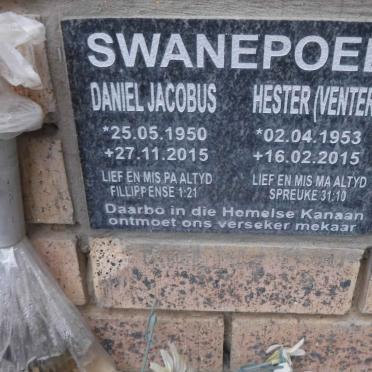 SWANEPOEL
DANIEL JACOBUS HESTER (VENTER
*25.05.1950 *02.04.1953
+27.11.2015 +16.02.2015
LIEF EN MIS PA ALTYD LIEF EN MIS MA ALTYD
FILLIPPENSE 1:21 SPREUKE 31:10
Daarbo in die Hemelse Kanaan
ontmoet ons verseker mekaar